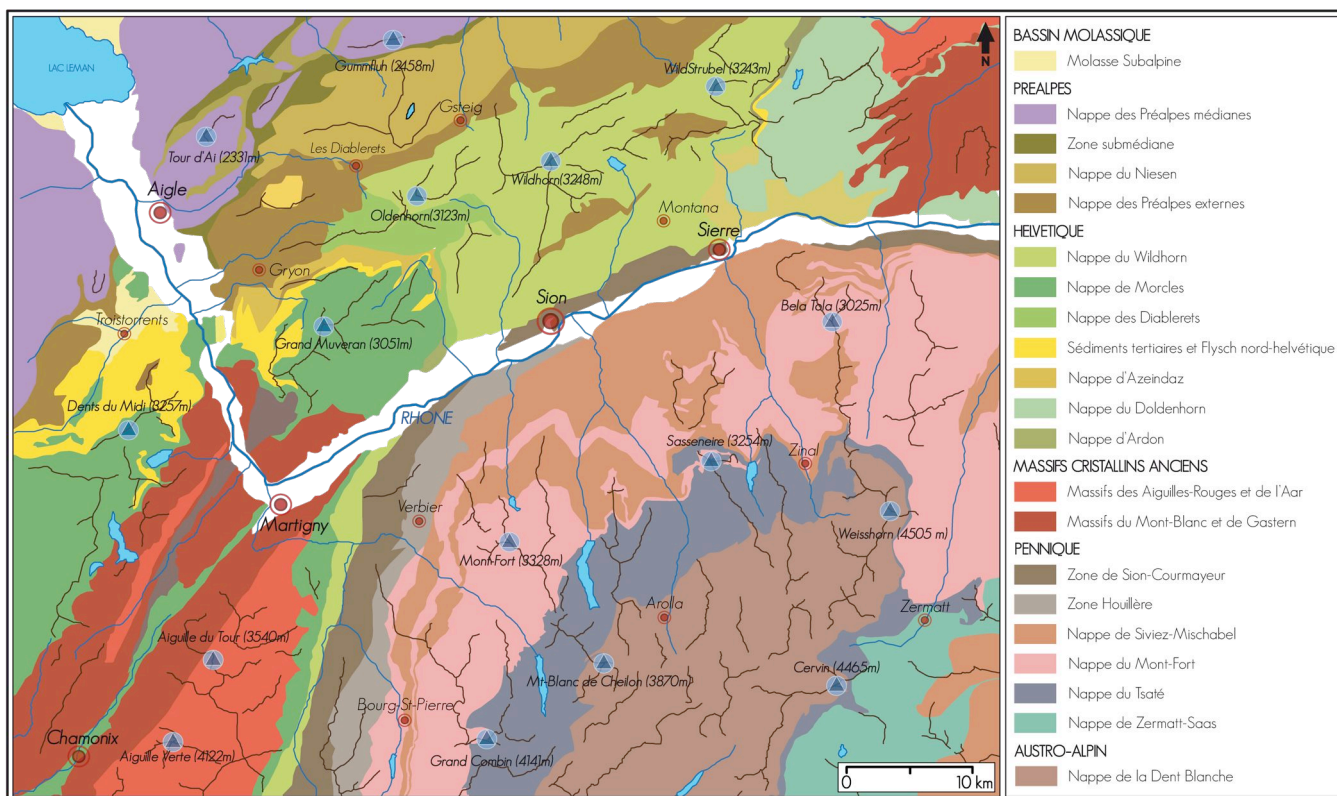 LAC LEMAN
Gummfluh (2458m)
WildStrubel (3243m)
N
Gsteig
Tour d'Aï (2331m)
Les Diablerets
Wildhorn(3248m)
Aigle
Oldenhorn(3123m)
Montana
Sierre
Gryon
Sion
Bela Tola (3025m)
Troistorrents
Grand Muveran (3051m)
Dents du Midi (3257m)
RHONE
Sasseneire (3254m)
Zinal
Martigny
Verbier
Weisshorn (4505 m)
Mont-Fort (3328m)
Arolla
Zermatt
Aiguille du Tour (3540m)
Mt-Blanc de Cheilon (3870m)
Cervin (4465m)
Bourg-St-Pierre
Chamonix
Aiguille Verte (4122m)
Grand Combin (4141m)
0 10 km
BASSIN MOLASSIQUE
Molasse Subalpine
PREALPES
Nappe des Préalpes médianes
Zone submédiane
Nappe du Niesen
Nappe des Préalpes externes
HELVETIQUE
Nappe du Wildhorn
Nappe de Morcles
Nappe des Diablerets
Sédiments tertiaires et Flysch nord-helvétique
Nappe d'Azeindaz
Nappe du Doldenhorn
Nappe d'Ardon
MASSIFS CRISTALLINS ANCIENS
Massifs des Aiguilles-Rouges et de l'Aar
Massifs du Mont-Blanc et de Gastern
PENNIQUE
Zone de Sion-Courmayeur
Zone Houillère
Nappe de Siviez-Mischabel
Nappe du Mont-Fort
Nappe du Tsaté
Nappe de Zermatt-Saas
AUSTRO-ALPIN
Nappe de la Dent Blanche